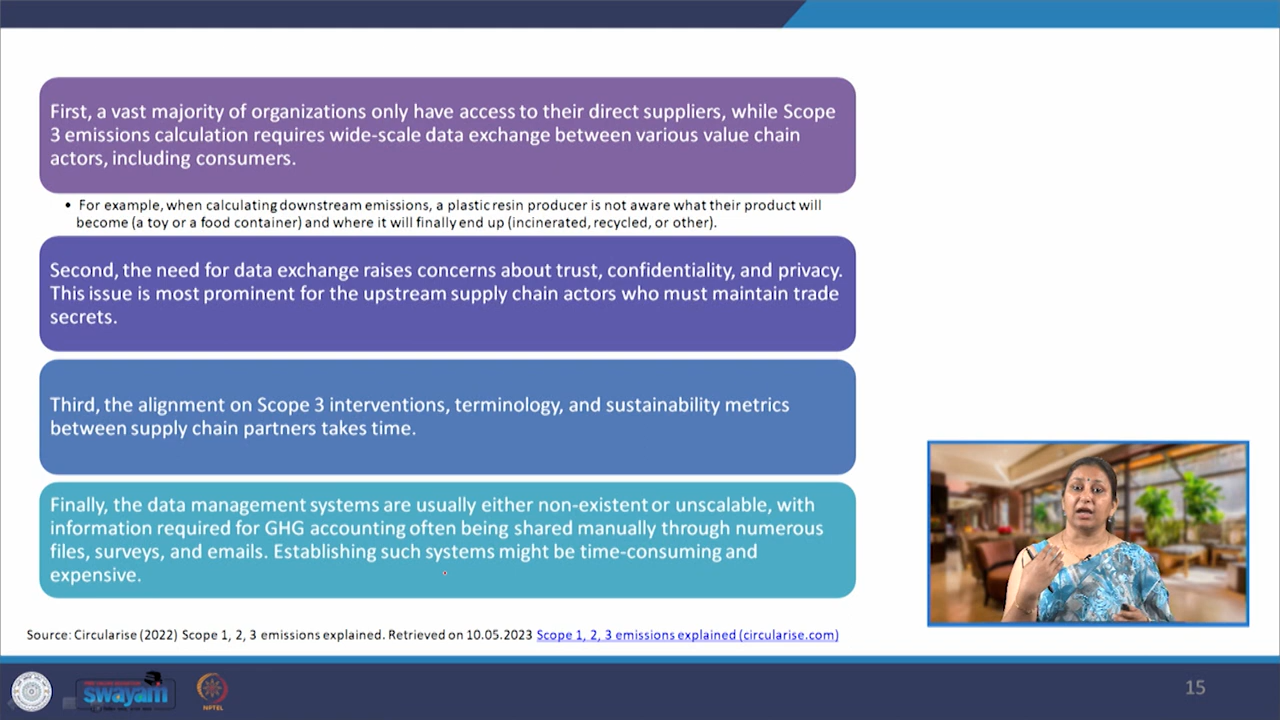 First, a vast majority of organizations only have access to their direct suppliers, while Scope
3 emissions calculation requires wide-scale data exchange between various value chain
actors, including consumers.
• For example, when calculating downstream emissions, a plastic resin producer is not aware what their product will
become (a toy or a food container) and where it will finally end up (incinerated, recycled, or other).
Second, the need for data exchange raises concerns about trust, confidentiality, and privacy.
This issue is most prominent for the upstream supply chain actors who must maintain trade
secrets.
Third, the alignment on Scope 3 interventions, terminology, and sustainability metrics
between supply chain partners takes time.
Finally, the data management systems are usually either non-existent or unscalable, with
information required for GHG accounting often being shared manually through numerous
files, surveys, and emails. Establishing such systems might be time-consuming and
expensive.
Source: Circularise (2022) Scope 1, 2, 3 emissions explained. Retrieved on 10.05.2023 Scope 1, 2, 3 emissions explained (circularise.com)
swayam
NPTEL
15